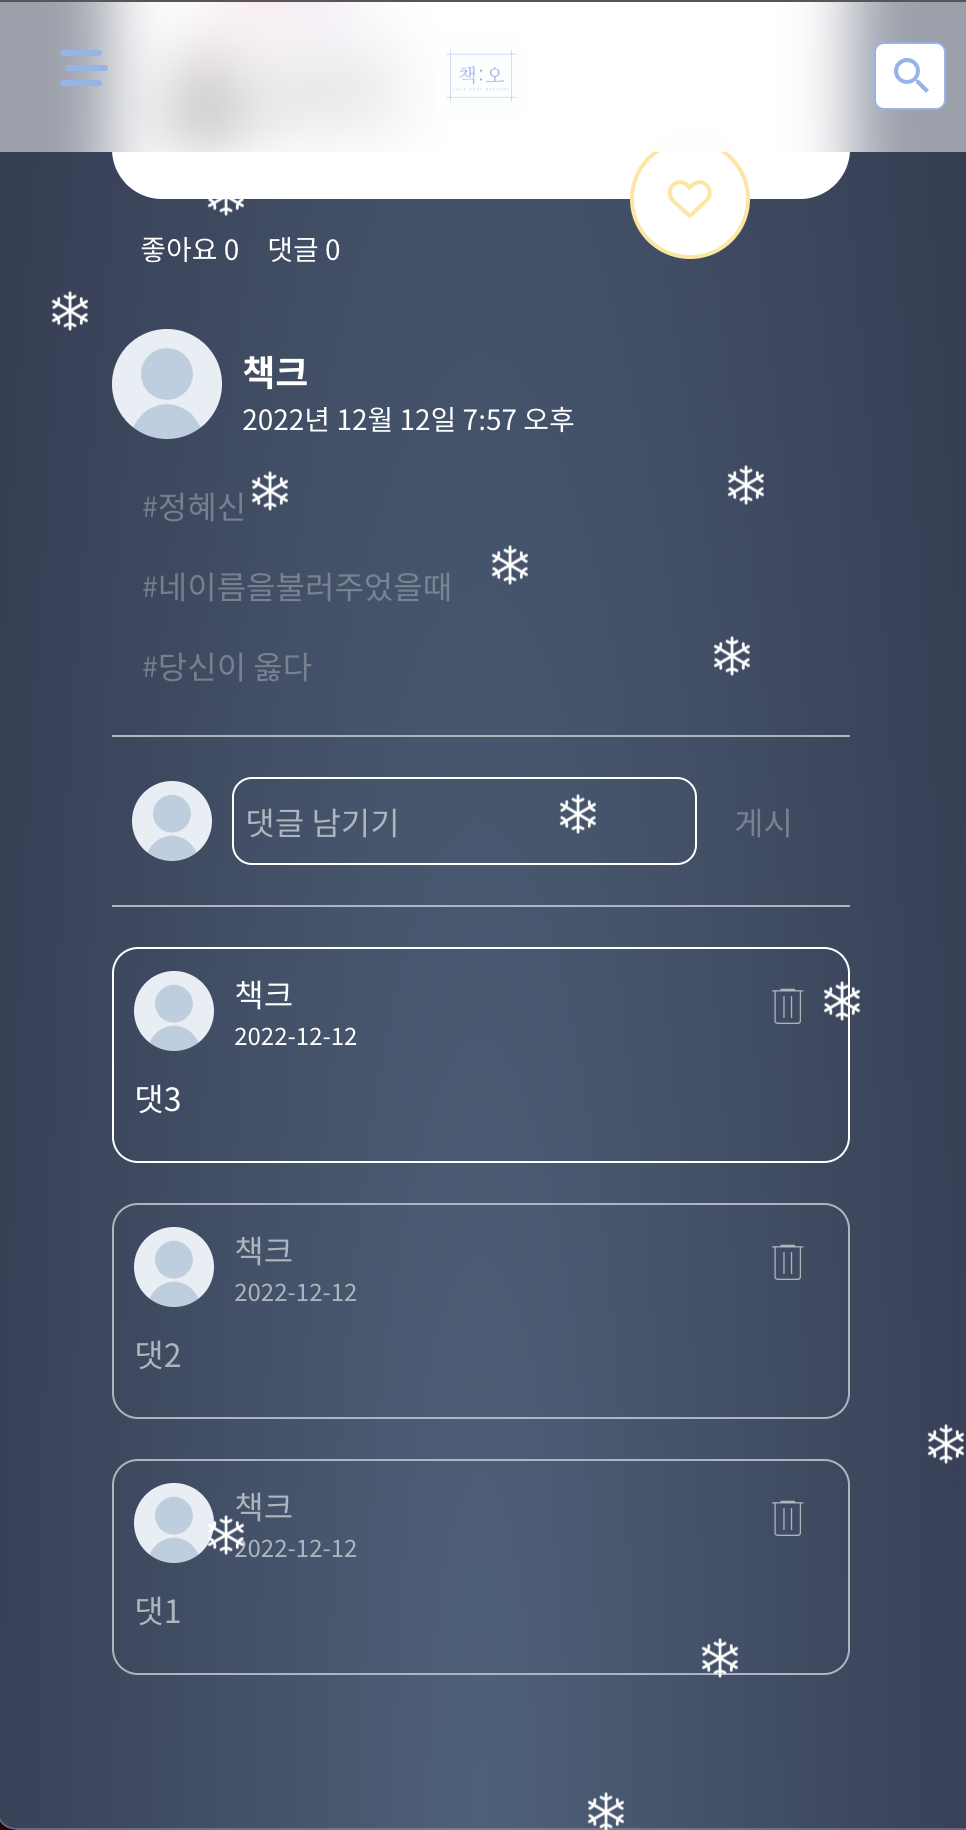 책:오
좋아요 0 댓글 0
책크
2022년 12월 12일 7:57 오후
#정혜신
#네이름을불러주었을때
#당신이 옳다
댓글 남기기
게시
책크
2022-12-12
댓3
책크
2022-12-12
댓2
책크
2022-12-12
댓1